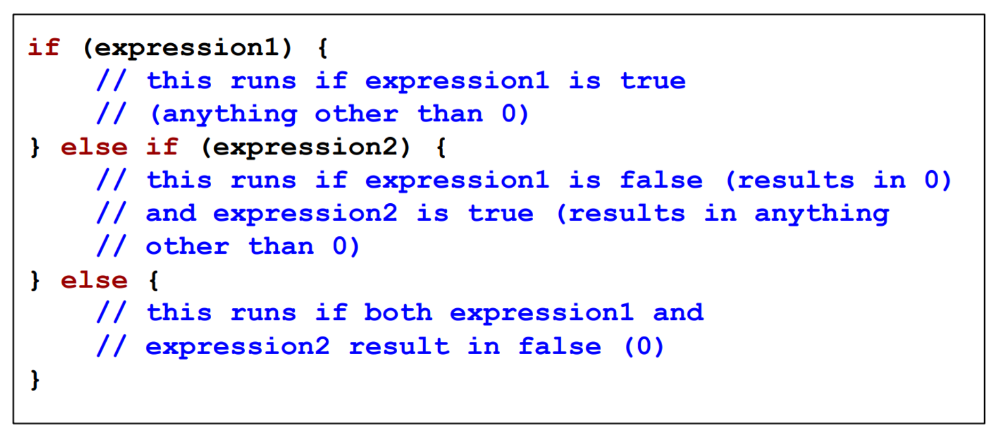 if (expression1) {
    // this runs if expression1 is true
    // (anything other than 0)
} else if (expression2) {
    // this runs if expression1 is false (results in 0)
    // and expression2 is true (results in anything
    // other than 0)
} else {
    // this runs if both expression1 and
    // expression2 result in false (0)
}